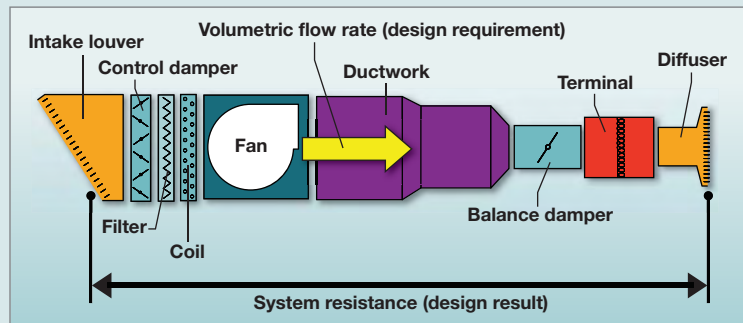 Volumetric flow rate (design requirement)
Intake louver
Control damper
Ductwork
Terminal
Diffuser
Fan
Filter
Coil
Balance damper
System resistance (design result)